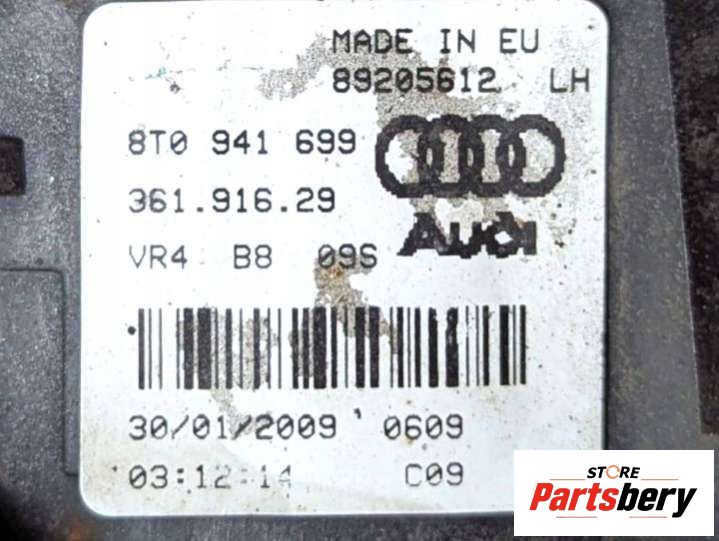 MADE IN EU
89205612 LH
8T0 941 699
361.916.29
Audi
VR4 B8 09S
30/01/2009 0609
03:12:14 C09
STORE
Partsbery